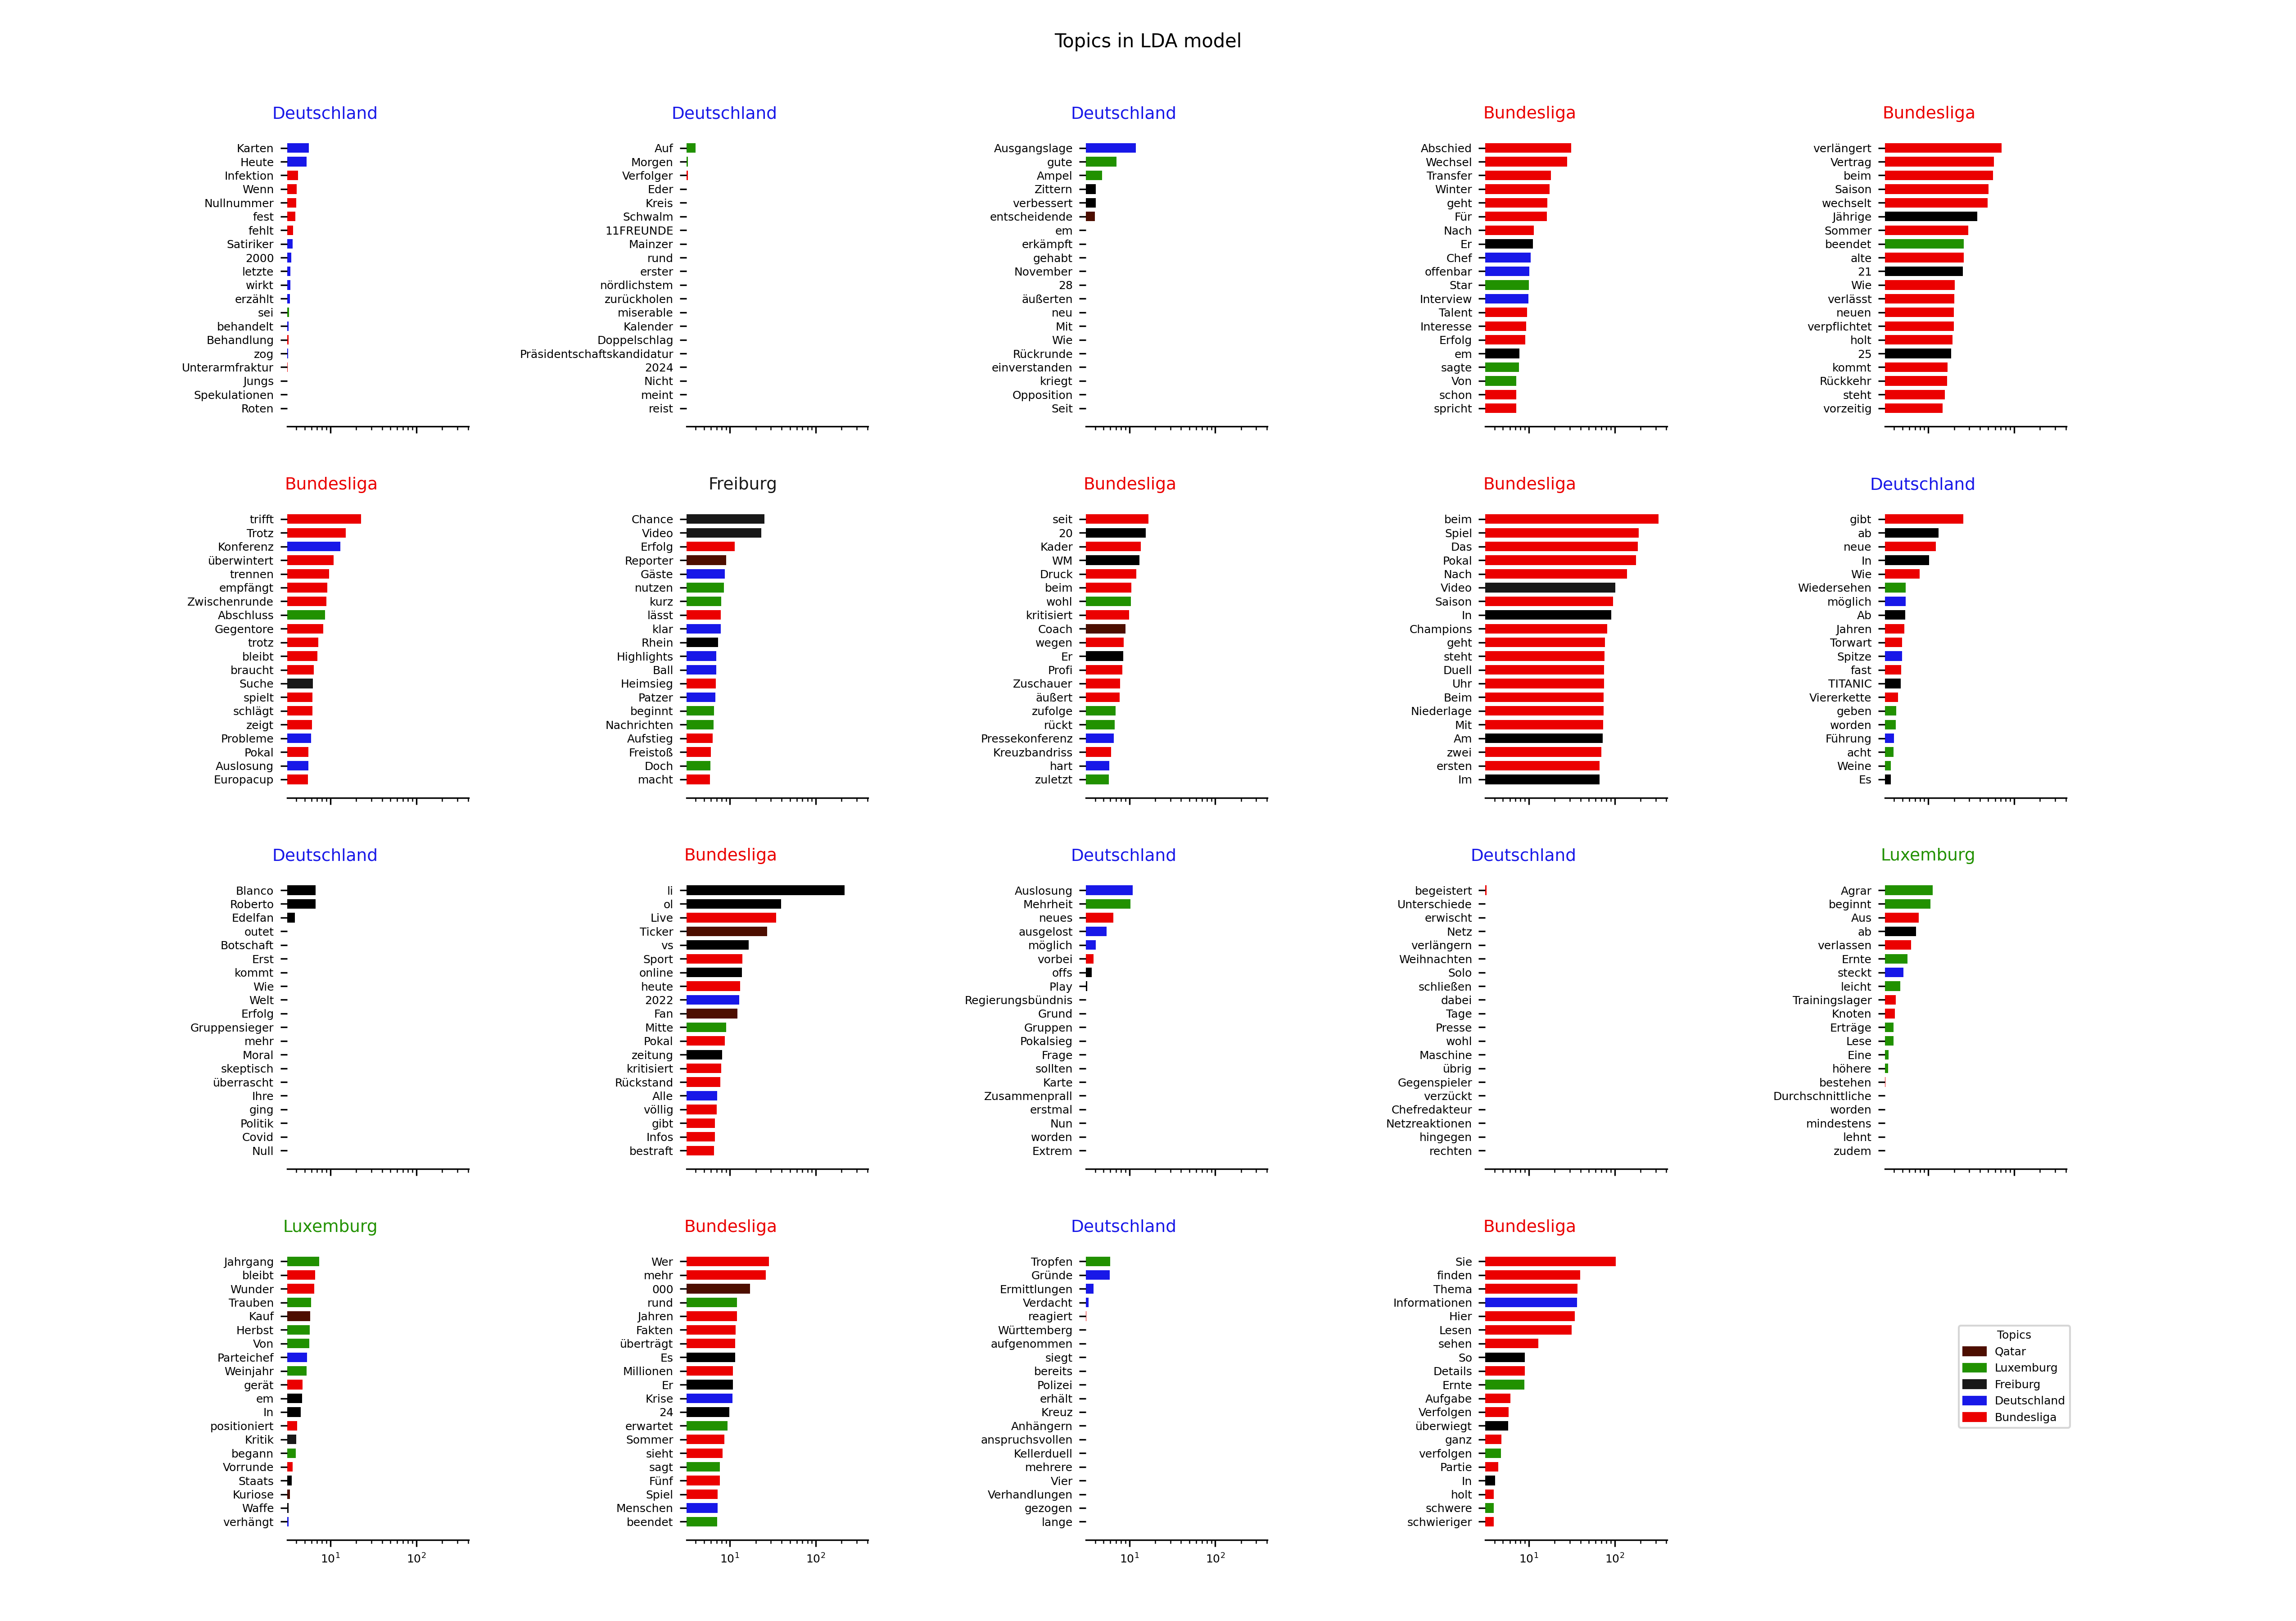 Topics in LDA model
Deutschland
Karten
Heute
Infektion
Wenn
Nullnummer
fest
fehlt
Satiriker
2000
letzte
wirkt
erzählt
sei
behandelt
Behandlung
zog
Unterarmfraktur
Jungs
Spekulationen
Roten
Deutschland
Auf
Morgen
Verfolger
Eder
Kreis
Schwalm
11FREUNDE
Mainzer
rund
erster
nördlichstem
zurückholen
miserable
Kalender
Doppelschlag
Präsidentschaftskandidatur
2024
Nicht
meint
reist
Deutschland
Ausgangslage
gute
Ampel
Zittern
verbessert
entscheidende
em
erkämpft
gehabt
November
28
äußerten
neu
Mit
Wie
Rückrunde
einverstanden
kriegt
Opposition
Seit
Bundesliga
Abschied
Wechsel
Transfer
Winter
geht
Für
Nach
Er
Chef
offenbar
Star
Interview
Talent
Interesse
Erfolg
em
sagte
Von
schon
spricht
Bundesliga
verlängert
Vertrag
beim
Saison
wechselt
Jährige
Sommer
beendet
alte
21
Wie
verlässt
neuen
verpflichtet
holt
25
kommt
Rückkehr
steht
vorzeitig
Bundesliga
trifft
Trotz
Konferenz
überwintert
trennen
empfängt
Zwischenrunde
Abschluss
Gegentore
trotz
bleibt
braucht
Suche
spielt
schlägt
zeigt
Probleme
Pokal
Auslosung
Europacup
Freiburg
Chance
Video
Erfolg
Reporter
Gäste
nutzen
kurz
lässt
klar
Rhein
Highlights
Ball
Heimsieg
Patzer
beginnt
Nachrichten
Aufstieg
Freistoß
Doch
macht
Bundesliga
seit
20
Kader
WM
Druck
beim
wohl
kritisiert
Coach
wegen
Er
Profi
Zuschauer
äußert
zufolge
rückt
Pressekonferenz
Kreuzbandriss
hart
zuletzt
Bundesliga
beim
Spiel
Das
Pokal
Nach
Video
Saison
In
Champions
geht
steht
Duell
Uhr
Beim
Niederlage
Mit
Am
zwei
ersten
Im
Deutschland
gibt
ab
neue
In
Wie
Wiedersehen
möglich
Ab
Jahren
Torwart
Spitze
fast
TITANIC
Viererkette
geben
worden
Führung
acht
Weine
Es
Deutschland
Blanco
Roberto
Edelfan
outet
Botschaft
Erst
kommt
Wie
Welt
Erfolg
Gruppensieger
mehr
Moral
skeptisch
überrascht
Ihre
ging
Politik
Covid
Null
Bundesliga
li
ol
Live
Ticker
vs
Sport
online
heute
2022
Fan
Mitte
Pokal
zeitung
kritisiert
Rückstand
Alle
völlig
gibt
Infos
bestraft
Deutschland
Auslosung
Mehrheit
neues
ausgelost
möglich
vorbei
offs
Play
Regierungsbündnis
Grund
Gruppen
Pokalsieg
Frage
sollten
Karte
Zusammenprall
erstmal
Nun
worden
Extrem
Deutschland
begeistert
Unterschiede
erwischt
Netz
verlängern
Weihnachten
Solo
schließen
dabei
Tage
Presse
wohl
Maschine
übrig
Gegenspieler
verzückt
Chefredakteur
Netzreaktionen
hingegen
rechten
Luxemburg
Agrar
beginnt
Aus
ab
verlassen
Ernte
steckt
leicht
Trainingslager
Knoten
Erträge
Lese
Eine
höhere
bestehen
Durchschnittliche
worden
mindestens
lehnt
zudem
Luxemburg
Jahrgang
bleibt
Wunder
Trauben
Kauf
Herbst
Von
Parteichef
Weinjahr
gerät
em
In
positioniert
Kritik
begann
Vorrunde
Staats
Kuriose
Waffe
verhängt
10¹ 10²
Bundesliga
Wer
mehr
000
rund
Jahren
Fakten
überträgt
Es
Millionen
Er
Krise
24
erwartet
Sommer
sieht
sagt
Fünf
Spiel
Menschen
beendet
10¹ 10²
Deutschland
Tropfen
Gründe
Ermittlungen
Verdacht
reagiert
Württemberg
aufgenommen
siegt
bereits
Polizei
erhält
Kreuz
Anhängern
anspruchsvollen
Kellerduell
mehrere
Vier
Verhandlungen
gezogen
lange
10¹ 10²
Bundesliga
Sie
finden
Thema
Informationen
Hier
Lesen
sehen
So
Details
Ernte
Aufgabe
Verfolgen
überwiegt
ganz
verfolgen
Partie
In
holt
schwere
schwieriger
10¹ 10²
Topics
Qatar
Luxemburg
Freiburg
Deutschland
Bundesliga